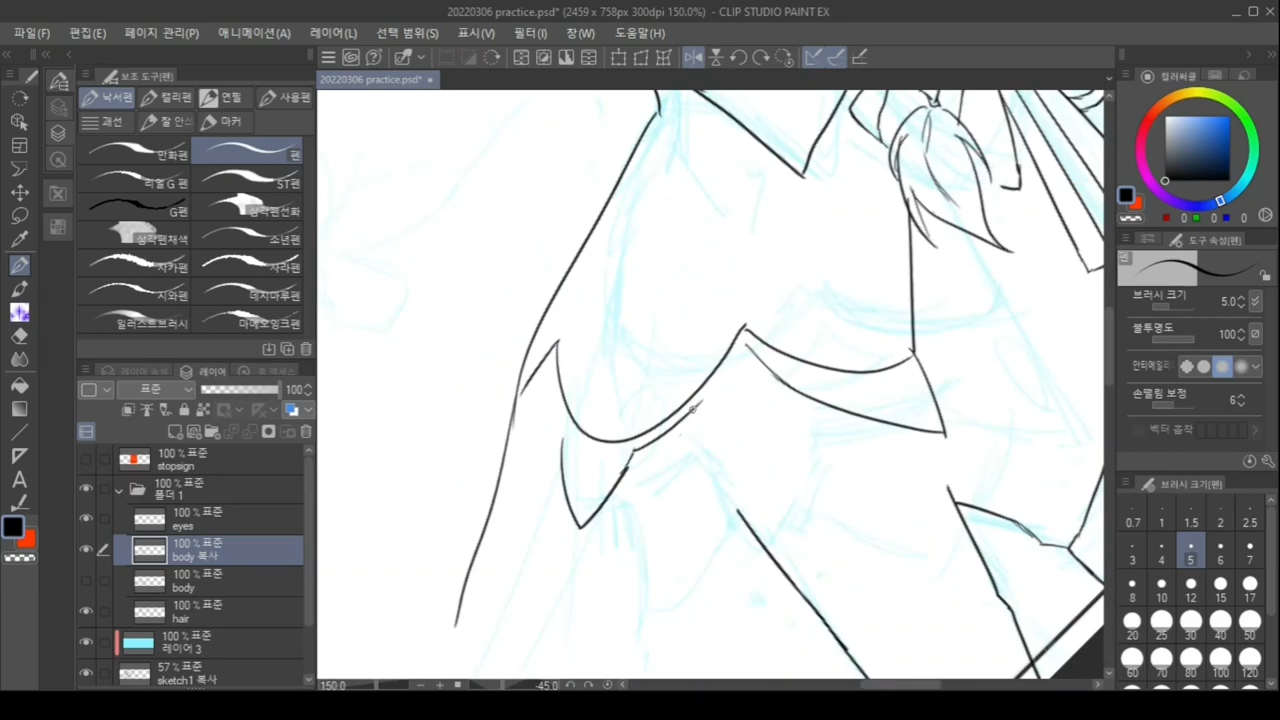 20220306 practice.psd* (2459 x 758px 300dpi 150.0%) - CLIP STUDIO PAINT EX
파일(F) 편집(E) 페이지 관리(P) 애니메이션(A) 레이어(L) 선택 범위(S) 표시(V) 필터(I) 창(W) 도움말(H)
보조 도구[펜]
20220306 practice.psd*
컬러써클
낙서펜 캘리펜 연필 사용펜
괴선 잘 안 마커
만화펜 펜
리얼G 펜 ST펜
G펜 삼각펜선화
삼각펜채색 소년펜
사카펜 사라펜
지와펜 데지마루펜
일러스트브러시 마메오잉크펜
레이어
표준 100
100 % 표준
stopsign
100 % 표준
폴더 1
100 % 표준
eyes
100 % 표준
body 복사
100 % 표준
body
100 % 표준
hair
100 % 표준
레이어 3
57 % 표준
sketch1 복사
150.0 -45.0
0 0 0
도구 속성[펜]
펜
브러시 크기 5.0
불투명도 100
손떨림 보정 6
벡터 흡착
브러시 크기[펜]
0.7 1 1.5 2 2.5
3 4 5 6 7
8 10 12 15 17
20 25 30 40 50
60 70 80 100 120